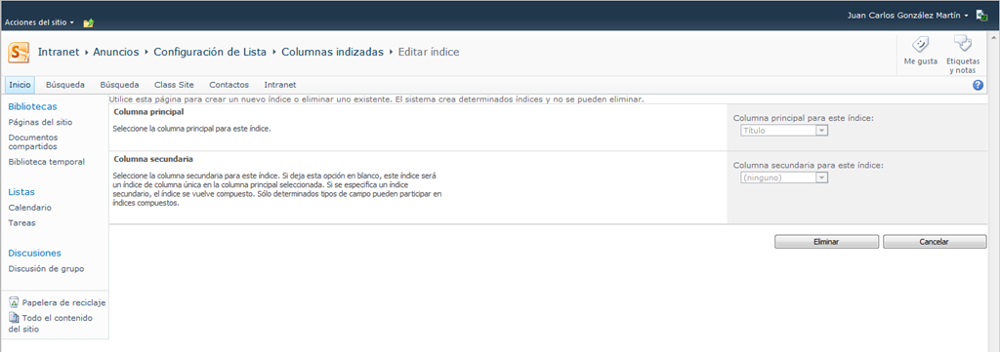 Juan Carlos González Martín
Acciones del sitio
Intranet Anuncios Configuración de Lista Columnas indizadas Editar índice
Me gusta
Etiquetas
y notas
Inicio Búsqueda Búsqueda Class Site Contactos Intranet
Utilice esta página para crear un nuevo índice o eliminar uno existente. El sistema crea determinados índices y no se pueden eliminar.
Bibliotecas
Páginas del sitio
Documentos
compartidos
Biblioteca temporal
Listas
Calendario
Tareas
Discusiones
Discusión de grupo
Papelera de reciclaje
Todo el contenido
del sitio
Columna principal
Seleccione la columna principal para este índice.
Columna principal para este índice:
Título
Columna secundaria
Seleccione la columna secundaria para este índice. Si deja esta opción en blanco, este índice será
un índice de columna única en la columna principal seleccionada. Si se especifica un índice
secundario, el índice se vuelve compuesto. Sólo determinados tipos de campo pueden participar en
índices compuestos.
Columna secundaria para este índice:
(ninguno)
Eliminar Cancelar